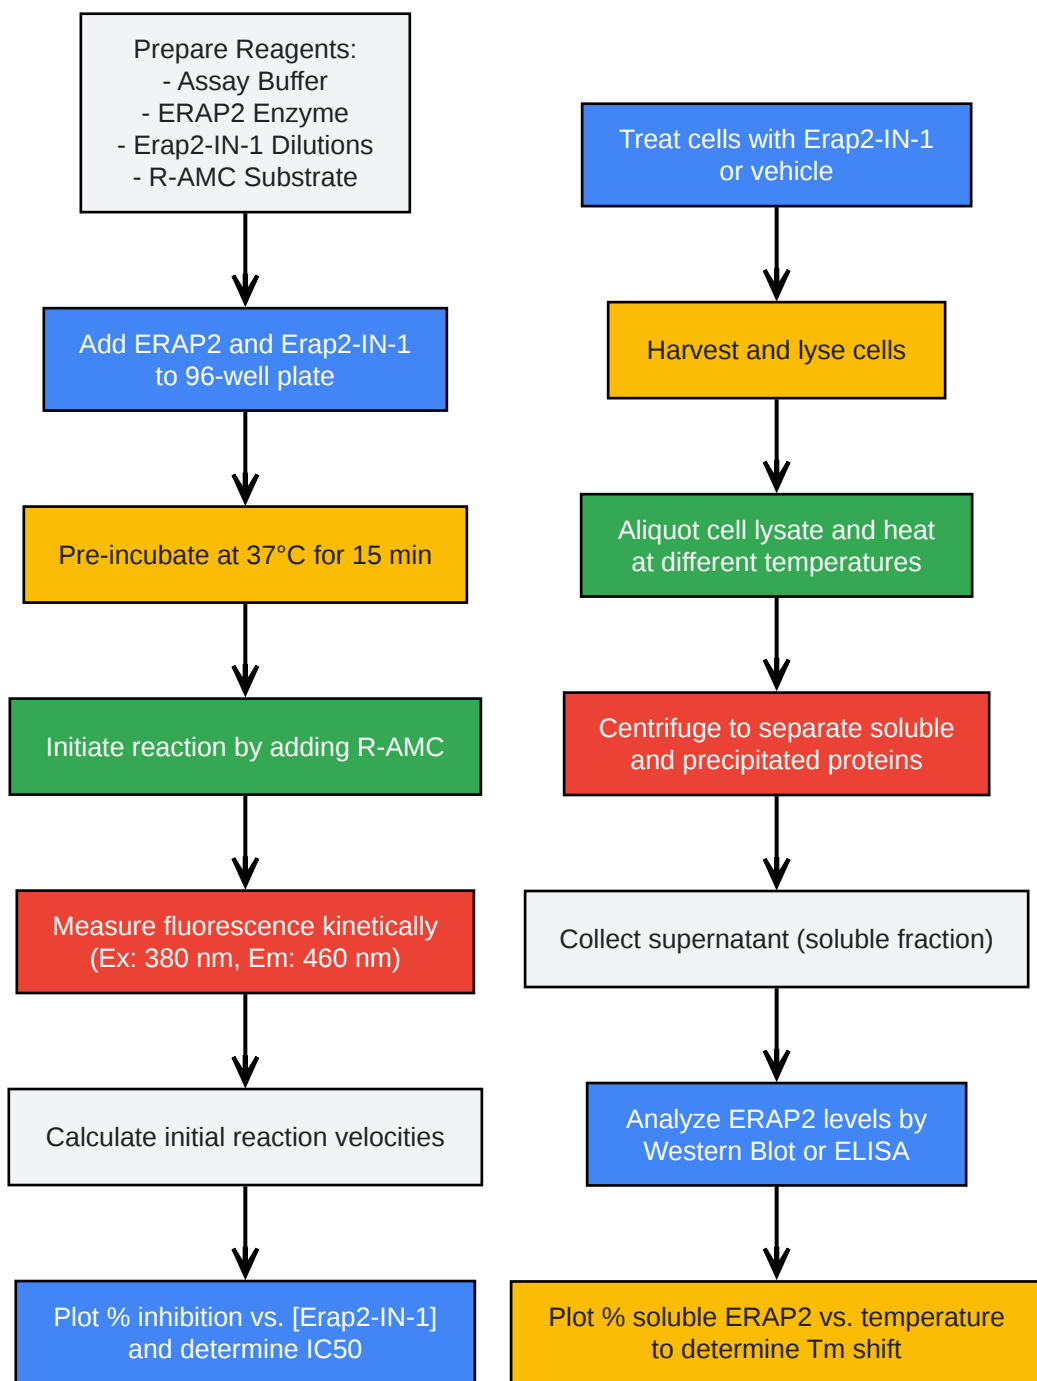 Prepare Reagents:
- Assay Buffer
- ERAP2 Enzyme
- Erap2-IN-1 Dilutions
- R-AMC Substrate
Add ERAP2 and Erap2-IN-1
to 96-well plate
Pre-incubate at 37°C for 15 min
Initiate reaction by adding R-AMC
Measure fluorescence kinetically
(Ex: 380 nm, Em: 460 nm)
Calculate initial reaction velocities
Plot % inhibition vs. [Erap2-IN-1]
and determine IC50
Treat cells with Erap2-IN-1
or vehicle
Harvest and lyse cells
Aliquot cell lysate and heat
at different temperatures
Centrifuge to separate soluble
and precipitated proteins
Collect supernatant (soluble fraction)
Analyze ERAP2 levels by
Western Blot or ELISA
Plot % soluble ERAP2 vs. temperature
to determine Tm shift